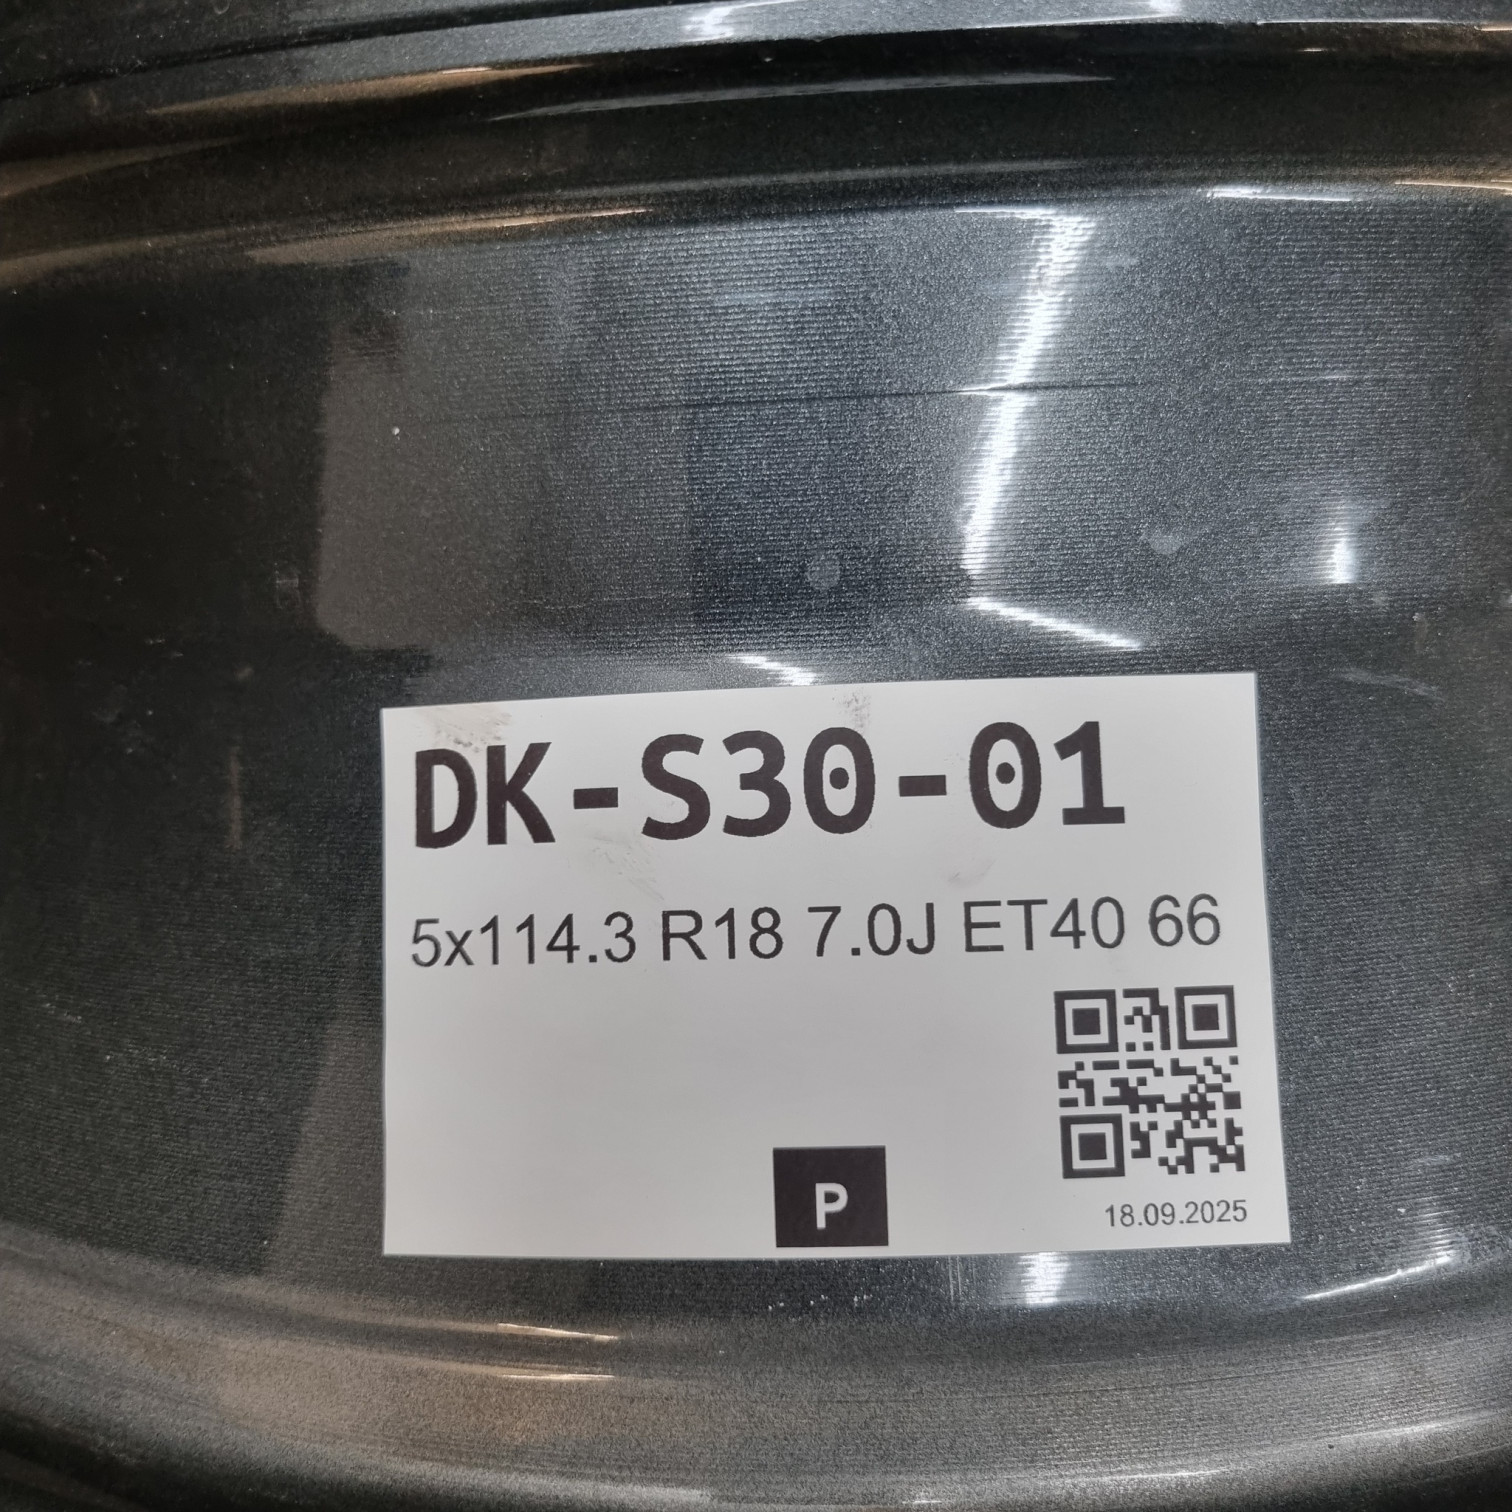 DK-S30-01
5x114.3 R18 7.0J ET40 66
P
18.09.2025